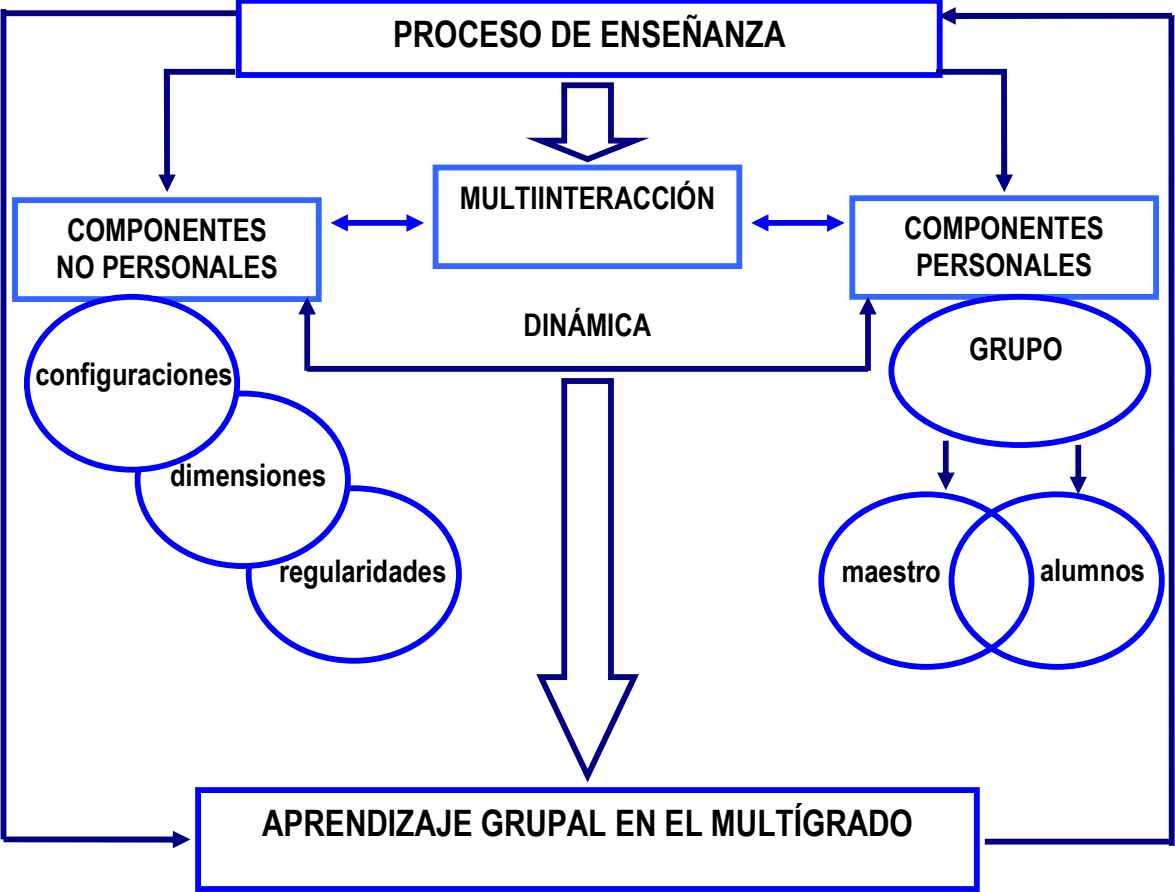 PROCESO DE ENSEÑANZA
MULTIINTERACCIÓN
COMPONENTES
NO PERSONALES
COMPONENTES
PERSONALES
DINÁMICA
GRUPO
configuraciones
dimensiones
regularidades
maestro
alumnos
APRENDIZAJE GRUPAL EN EL MULTÍGRADO